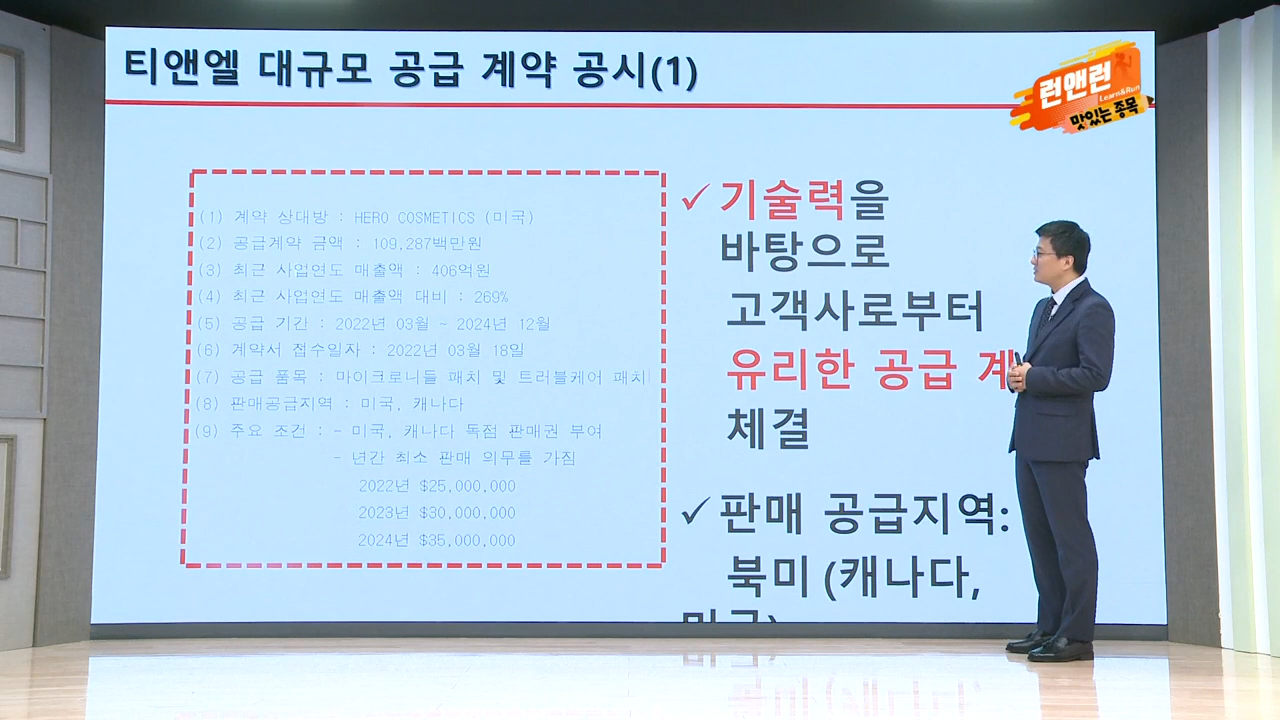 티앤엘 대규모 공급 계약 공시(1)
런앤런
Learn&Run
맛있는 종목
(1) 계약 상대방 : HERO COSMETICS (미국)
(2) 공급계약 금액 : 109,287백만원
(3) 최근 사업연도 매출액 : 406억원
(4) 최근 사업연도 매출액 대비 : 269%
(5) 공급 기간 : 2022년 03월 ~ 2024년 12월
(6) 계약서 접수일자 : 2022년 03월 18일
(7) 공급 품목 : 마이크로니들 패치 및 트러블케어 패치
(8) 판매공급지역 : 미국, 캐나다
(9) 주요 조건 : - 미국, 캐나다 독점 판매권 부여
- 년간 최소 판매 의무를 가짐
2022년 $25,000,000
2023년 $30,000,000
2024년 $35,000,000
✓기술력을
바탕으로
고객사로부터
유리한 공급 계
체결
✓판매 공급지역:
북미 (캐나다,